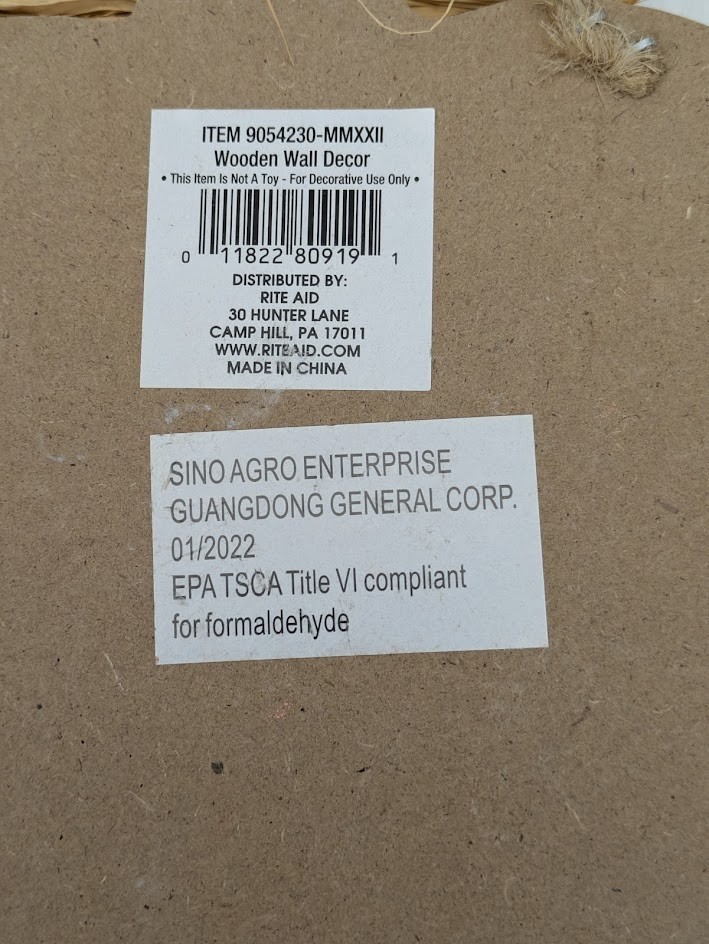 ITEM 9054230-MMXXII
Wooden Wall Decor
• This Item Is Not A Toy - For Decorative Use Only •
0 11822 80919 1
DISTRIBUTED BY:
RITE AID
30 HUNTER LANE
CAMP HILL, PA 17011
WWW.RITEAID.COM
MADE IN CHINA
SINO AGRO ENTERPRISE
GUANGDONG GENERAL CORP.
01/2022
EPA TSCA Title VI compliant
for formaldehyde